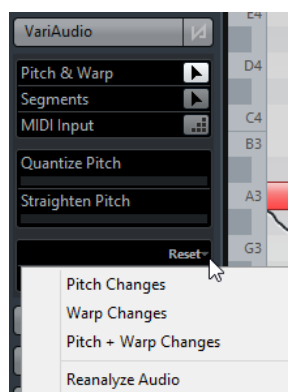 E4
VariAudio
Pitch & Warp
D4
Segments
MIDI Input
C4
B3
Quantize Pitch
Straighten Pitch
A3
Reset
G3
Pitch Changes
Warp Changes
Pitch + Warp Changes
Reanalyze Audio